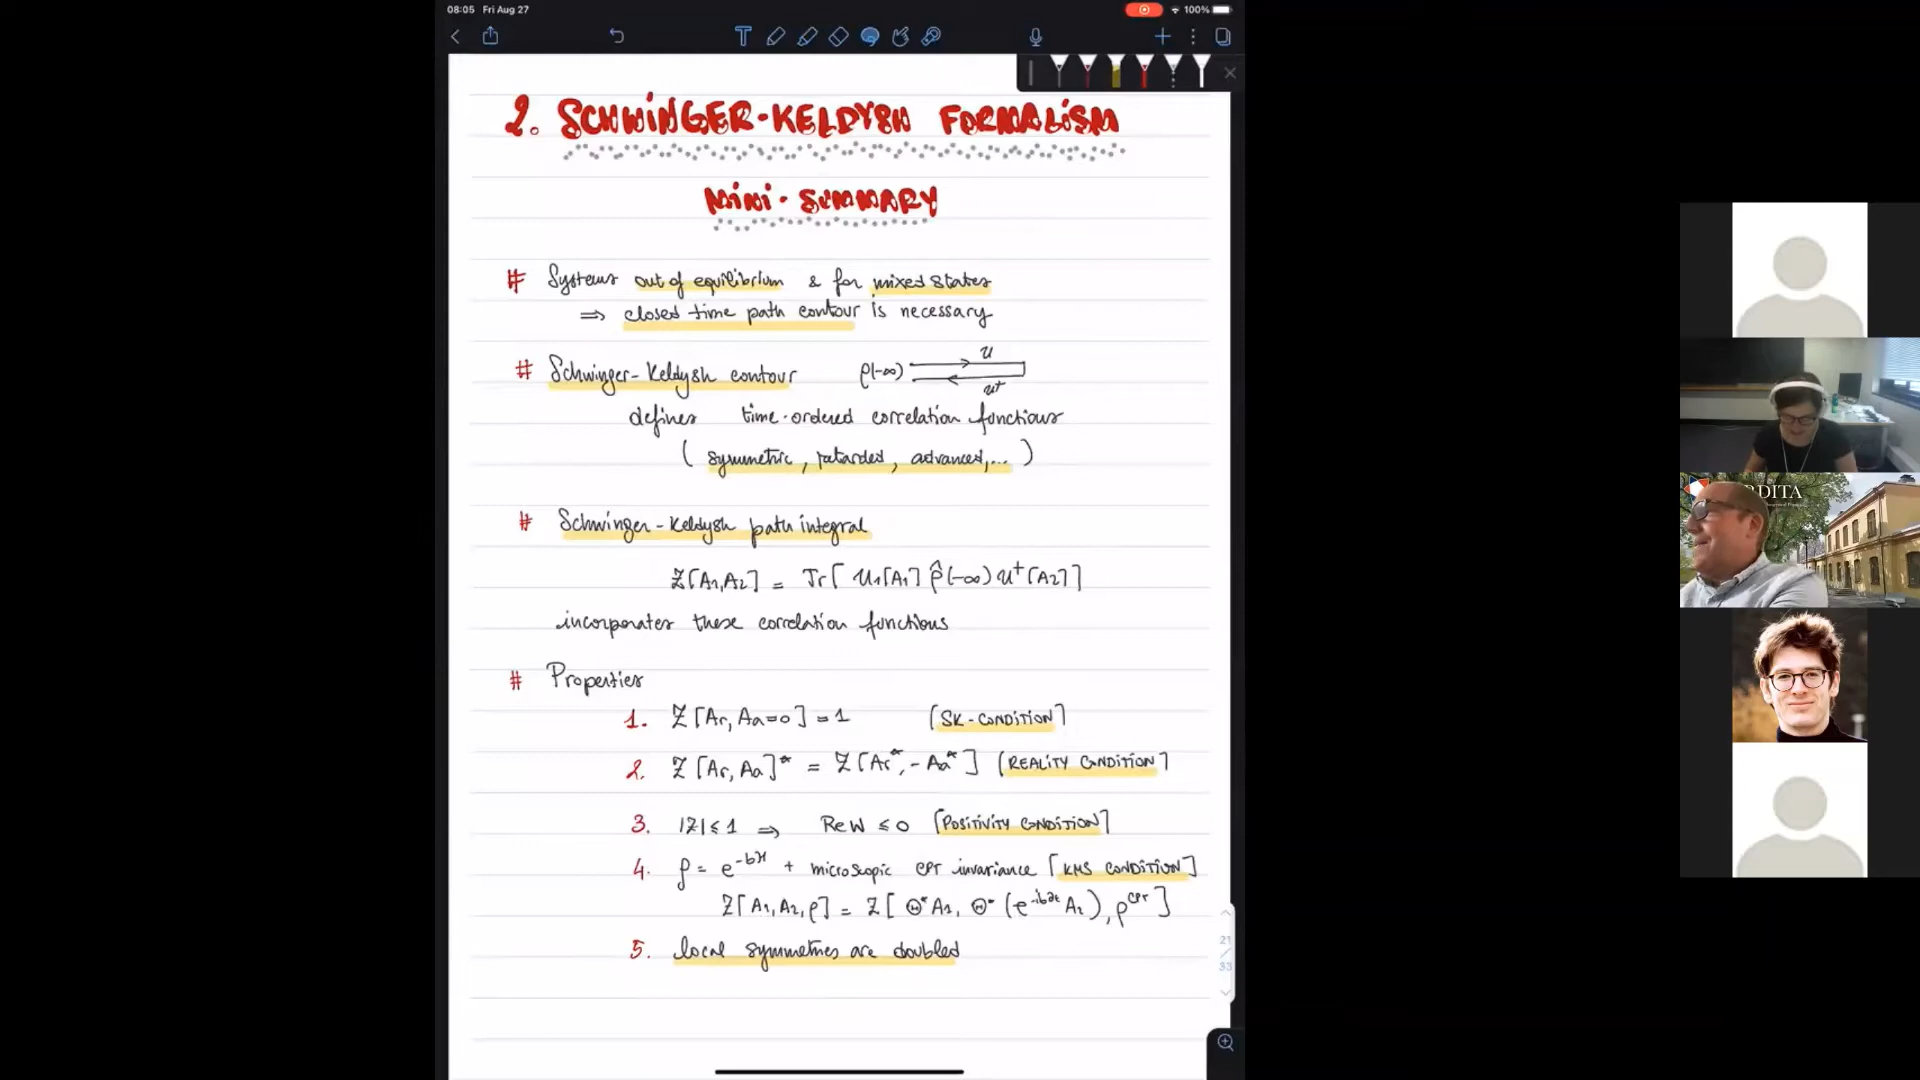 08:05 Fri Aug 27
100%
2. SCHWINGER-KELDYSH FORMALISM
MINI-SUMMARY
# Systems out of equilibrium & for mixed states
⇒ closed time path contour is necessary
# Schwinger-Keldysh contour ρ(-∞) U
U†
defines time-ordered correlation functions
(symmetric, retarded, advanced,...)
# Schwinger-Keldysh path integral
Z[A1,A2] = Tr[U1[A1] ρ̂(-∞) U†[A2]]
incorporates these correlation functions
# Properties
1. Z[Ar, Aa=0] = 1 [SK-CONDITION]
2. Z[Ar, Aa]* = Z[Ar*, -Aa*] [REALITY CONDITION]
3. |Z| ≤ 1 ⇒ Re W ≤ 0 [POSITIVITY CONDITION]
4. ρ = e^-bH + microscopic CPT invariance [KMS CONDITION]
Z[A1, A2, ρ] = Z[Θ*A1, Θ*(e^-ib∂t A2), ρ^CPT]
5. local symmetries are doubled
21
33
DITA